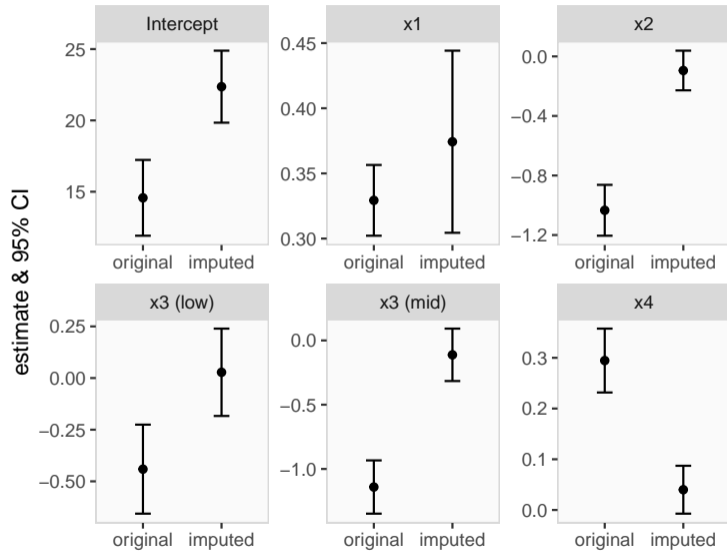 estimate & 95% CI
Intercept
25
20
15
original imputed
x1
0.45
0.40
0.35
0.30
original imputed
x2
0.0
−0.4
−0.8
−1.2
original imputed
x3 (low)
0.25
0.00
−0.25
−0.50
original imputed
x3 (mid)
0.0
−0.5
−1.0
original imputed
x4
0.3
0.2
0.1
0.0
original imputed